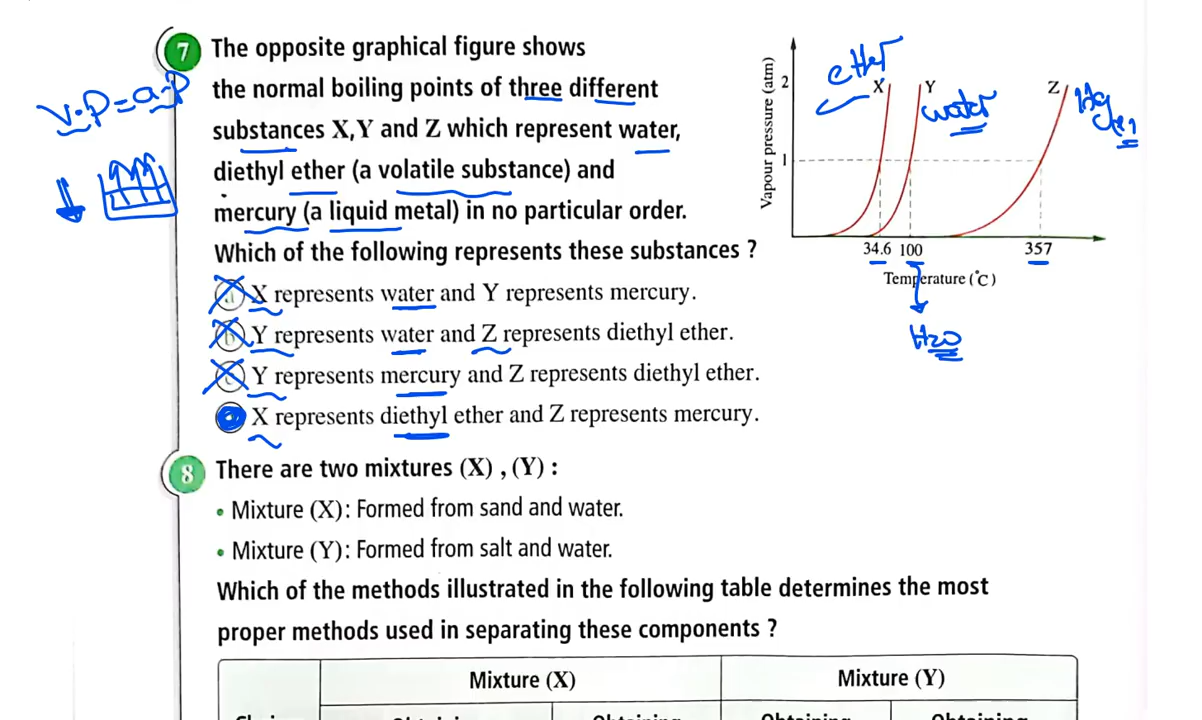 7 The opposite graphical figure shows
the normal boiling points of three different
substances X, Y and Z which represent water,
diethyl ether (a volatile substance) and
mercury (a liquid metal) in no particular order.
Which of the following represents these substances ?
a X represents water and Y represents mercury.
b Y represents water and Z represents diethyl ether.
c Y represents mercury and Z represents diethyl ether.
X represents diethyl ether and Z represents mercury.
v.p = a.p
Vapour pressure (atm)
2
1
X
Y
Z
ether
water
Hg
34.6 100 357
Temperature (°C)
H2O
8 There are two mixtures (X) , (Y) :
• Mixture (X) : Formed from sand and water.
• Mixture (Y) : Formed from salt and water.
Which of the methods illustrated in the following table determines the most
proper methods used in separating these components ?
Mixture (X) Mixture (Y)